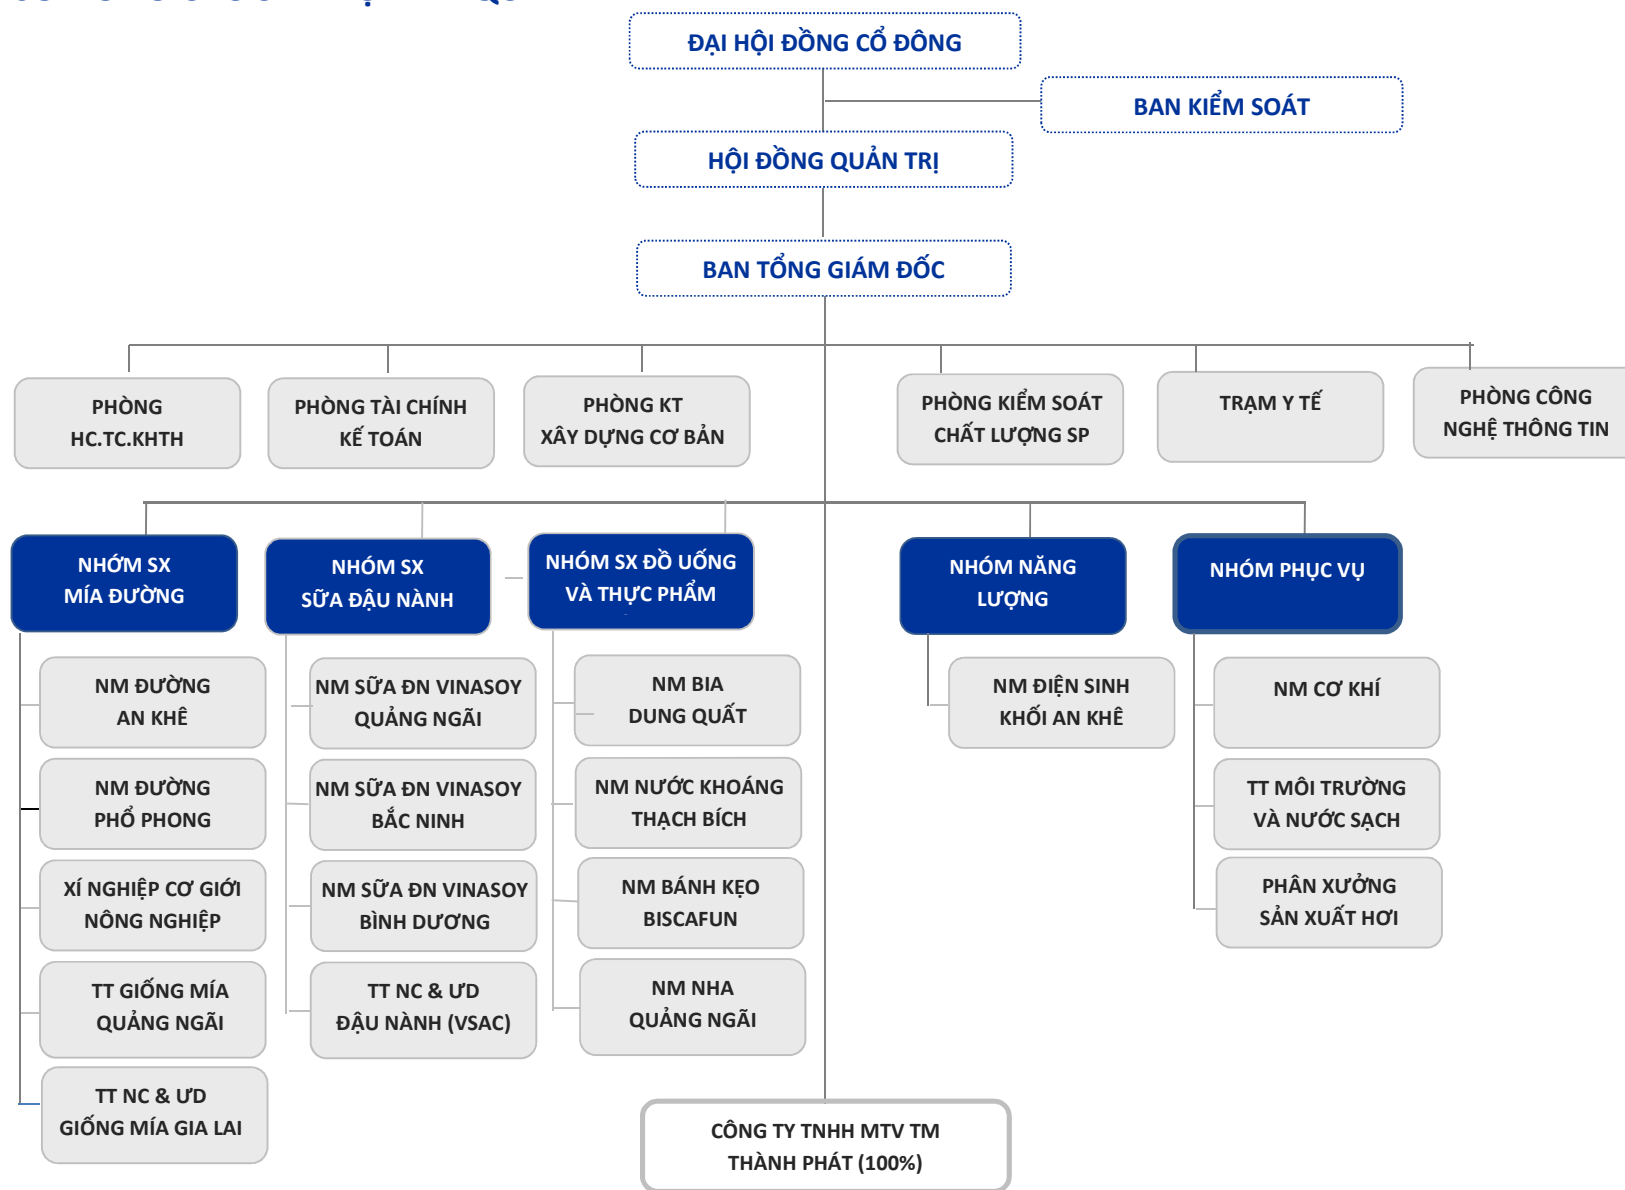 ĐẠI HỘI ĐỒNG CỔ ĐÔNG
BAN KIỂM SOÁT
HỘI ĐỒNG QUẢN TRỊ
BAN TỔNG GIÁM ĐỐC
PHÒNG
HC.TC.KHTH
PHÒNG TÀI CHÍNH
KẾ TOÁN
PHÒNG KT
XÂY DỰNG CƠ BẢN
PHÒNG KIỂM SOÁT
CHẤT LƯỢNG SP
TRẠM Y TẾ
PHÒNG CÔNG
NGHỆ THÔNG TIN
NHỚM SX
MÍA ĐƯỜNG
NHÓM SX
SỮA ĐẬU NÀNH
NHÓM SX ĐỒ UỐNG
VÀ THỰC PHẨM
NHÓM NĂNG
LƯỢNG
NHÓM PHỤC VỤ
NM ĐƯỜNG
AN KHÊ
NM ĐƯỜNG
PHỔ PHONG
XÍ NGHIỆP CƠ GIỚI
NÔNG NGHIỆP
TT GIỐNG MÍA
QUẢNG NGÃI
TT NC & ƯD
GIỐNG MÍA GIA LAI
NM SỮA ĐN VINASOY
QUẢNG NGÃI
NM SỮA ĐN VINASOY
BẮC NINH
NM SỮA ĐN VINASOY
BÌNH DƯƠNG
TT NC & ƯD
ĐẬU NÀNH (VSAC)
NM BIA
DUNG QUẤT
NM NƯỚC KHOÁNG
THẠCH BÍCH
NM BÁNH KẸO
BISCAFUN
NM NHA
QUẢNG NGÃI
NM ĐIỆN SINH
KHỐI AN KHÊ
NM CƠ KHÍ
TT MÔI TRƯỜNG
VÀ NƯỚC SẠCH
PHÂN XƯỞNG
SẢN XUẤT HƠI
CÔNG TY TNHH MTV TM
THÀNH PHÁT (100%)